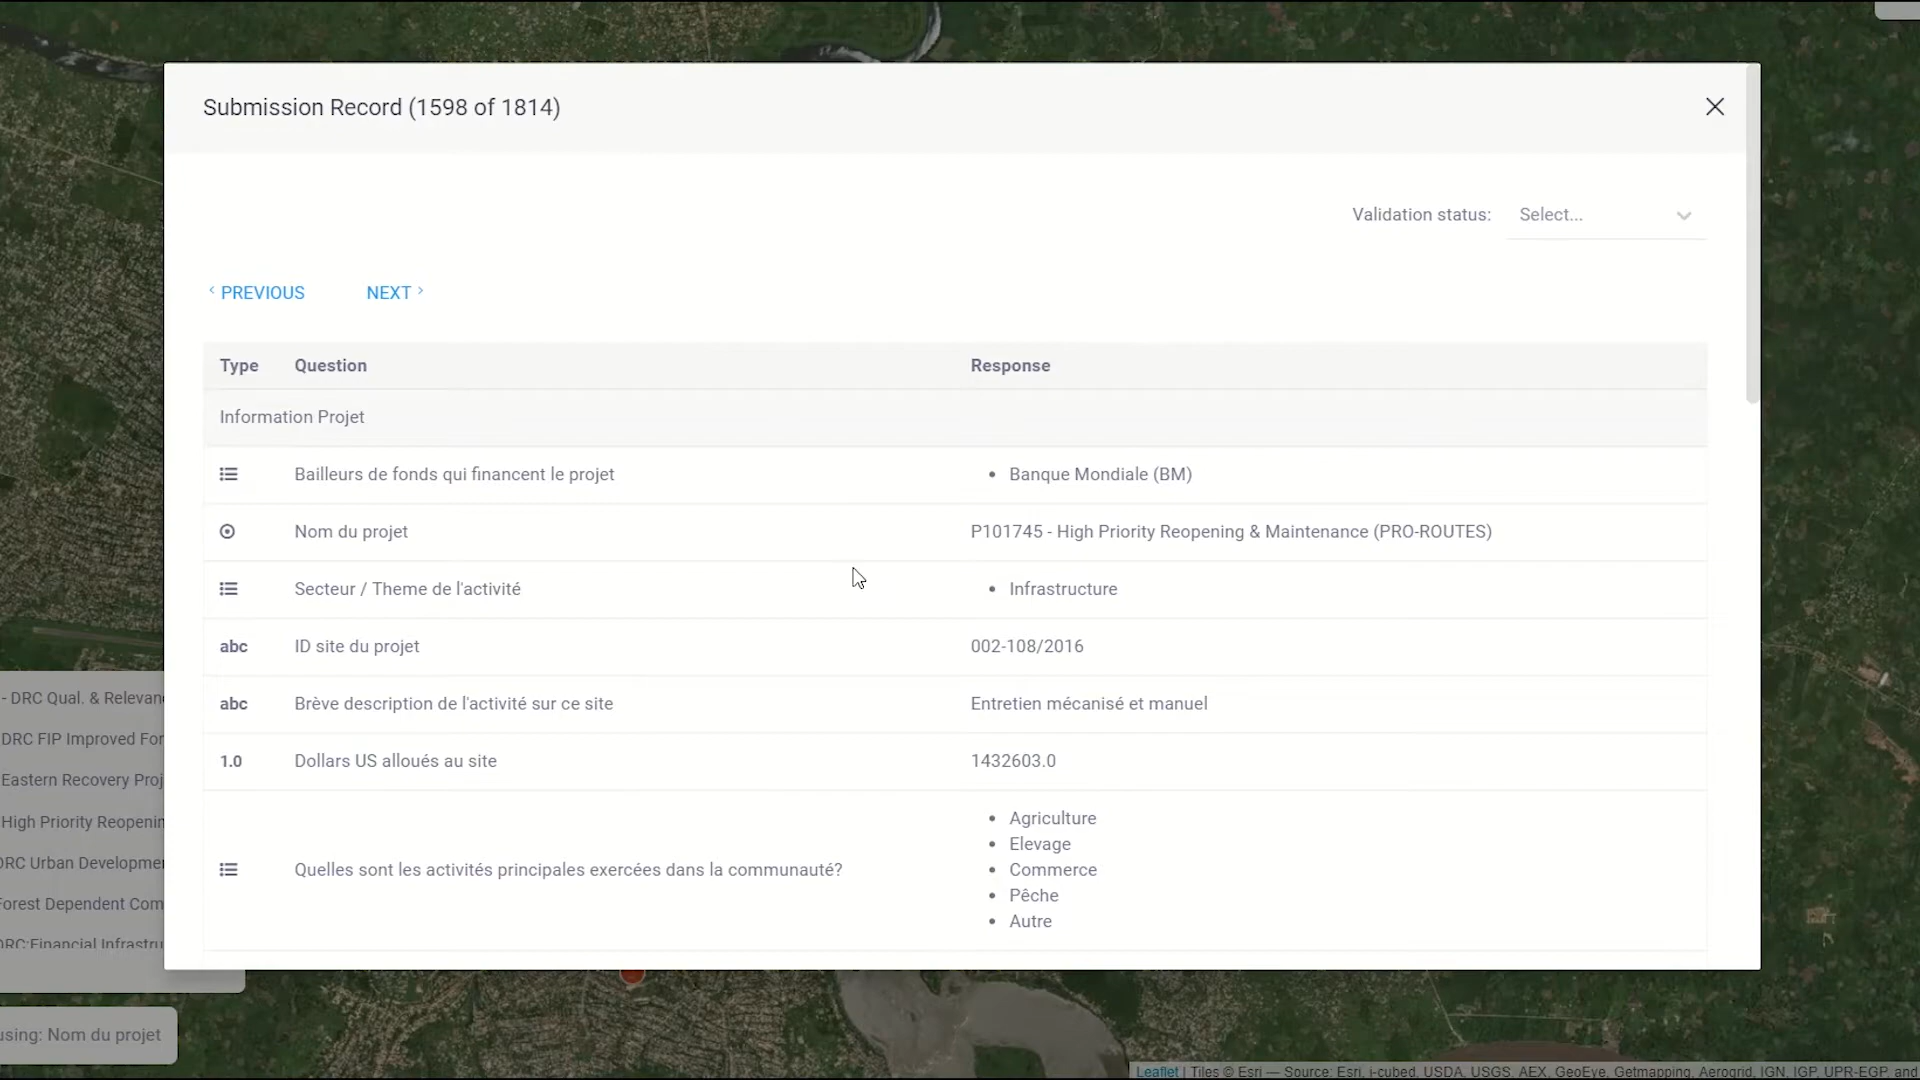 Submission Record (1598 of 1814)
Validation status: Select...
PREVIOUS NEXT
Type Question Response
Information Projet
Bailleurs de fonds qui financent le projet • Banque Mondiale (BM)
Nom du projet P101745 - High Priority Reopening & Maintenance (PRO-ROUTES)
Secteur / Theme de l'activité • Infrastructure
abc ID site du projet 002-108/2016
abc Brève description de l'activité sur ce site Entretien mécanisé et manuel
1.0 Dollars US alloués au site 1432603.0
Quelles sont les activités principales exercées dans la communauté?
• Agriculture
• Elevage
• Commerce
• Pêche
• Autre
- DRC Qual. & Relevan
DRC FIP Improved For
Eastern Recovery Proj
High Priority Reopenin
DRC Urban Developmen
Forest Dependent Com
DRC:Financial Infrastru
using: Nom du projet
Leaflet | Tiles © Esri — Source: Esri, i-cubed, USDA, USGS, AEX, GeoEye, Getmapping, Aerogrid, IGN, IGP, UPR-EGP, and